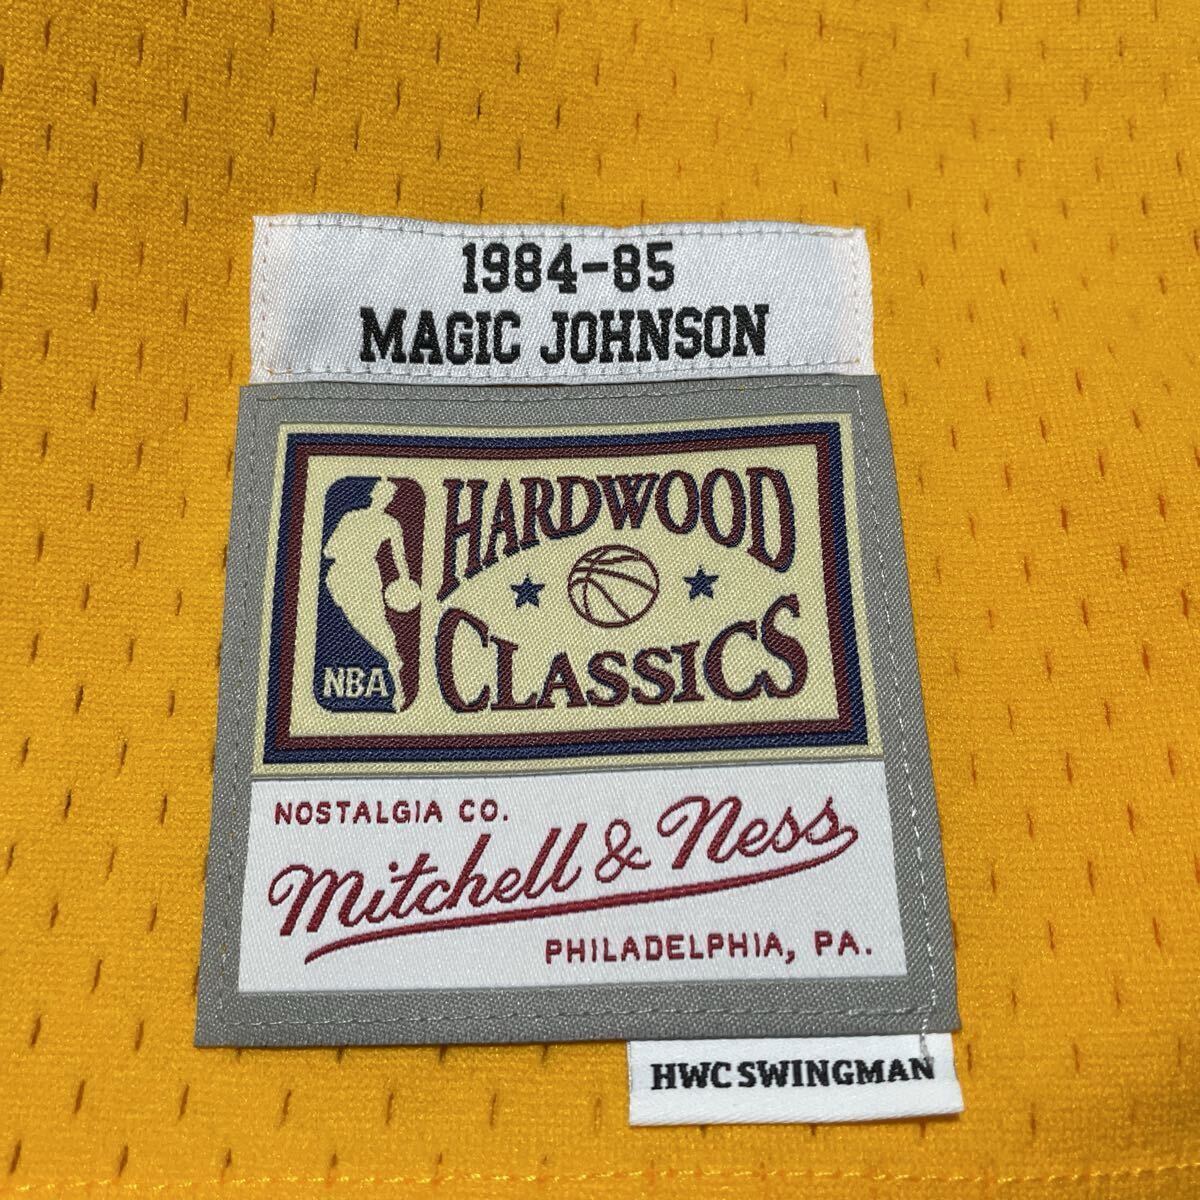 1984-85
MAGIC JOHNSON
HARDWOOD
CLASSICS
NBA
NOSTALGIA CO.
Mitchell & Ness
PHILADELPHIA, PA.
HWC SWINGMAN